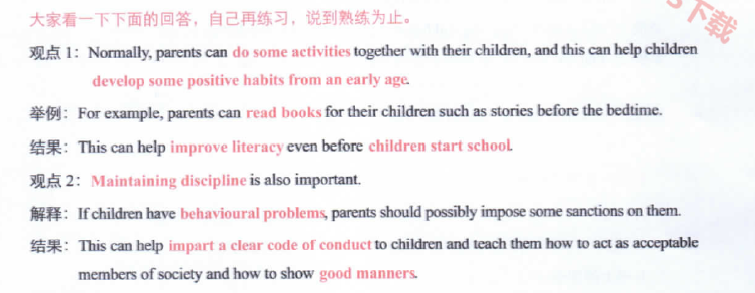 大家看一下下面的回答，自己再练习，说到熟练为止。
观点 1：Normally, parents can do some activities together with their children, and this can help children
develop some positive habits from an early age.
举例：For example, parents can read books for their children such as stories before the bedtime.
结果：This can help improve literacy even before children start school.
观点 2：Maintaining discipline is also important.
解释：If children have behavioural problems, parents should possibly impose some sanctions on them.
结果：This can help impart a clear code of conduct to children and teach them how to act as acceptable
members of society and how to show good manners.
下载